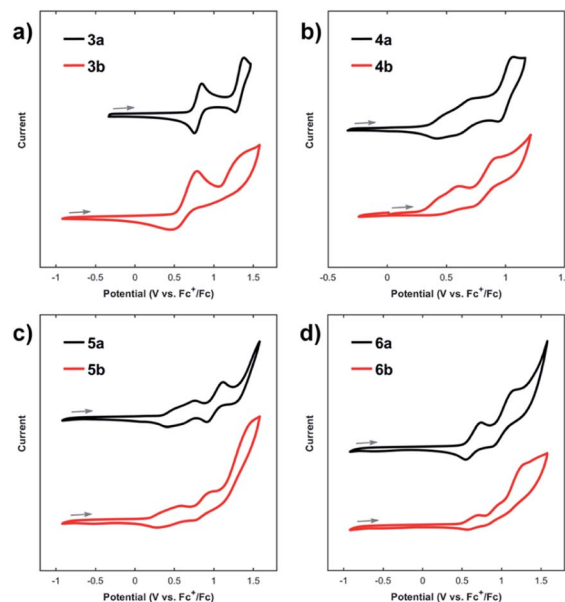 a)
3a
3b
Current
-1 -0.5 0 0.5 1 1.5
Potential (V vs. Fc⁺/Fc)
b)
4a
4b
Current
-0.5 0 0.5 1 1.5
Potential (V vs. Fc⁺/Fc)
c)
5a
5b
Current
-1 -0.5 0 0.5 1 1.5
Potential (V vs. Fc⁺/Fc)
d)
6a
6b
Current
-1 -0.5 0 0.5 1 1.5
Potential (V vs. Fc⁺/Fc)